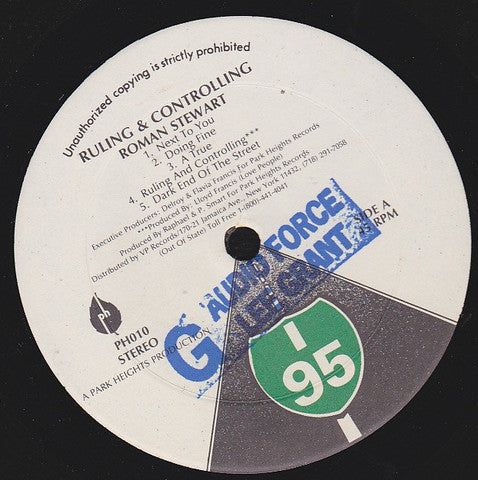 Unauthorized copying is strictly prohibited
RULING & CONTROLLING
ROMAN STEWART
1. Next To You
2. Doing Fine
3. A True
4. Ruling And Controlling***
5. Dark End Of The Street
Executive Producers: Delroy & Flavia Francis For Park Heights Records
***Produced By: Lloyd Francis (Love People)
Produced By Raphael & P. Smart For Park Heights Records
Distributed by VP Records/170-21 Jamaica Ave., New York 11432, (718) 291-7058
(Out Of State) Toll Free 1-(800)-441-4041
SIDE A
RPM
ph
PH010
STEREO
A PARK HEIGHTS PRODUCTION
G AUDIO FORCE
LEE GRANT
I
95